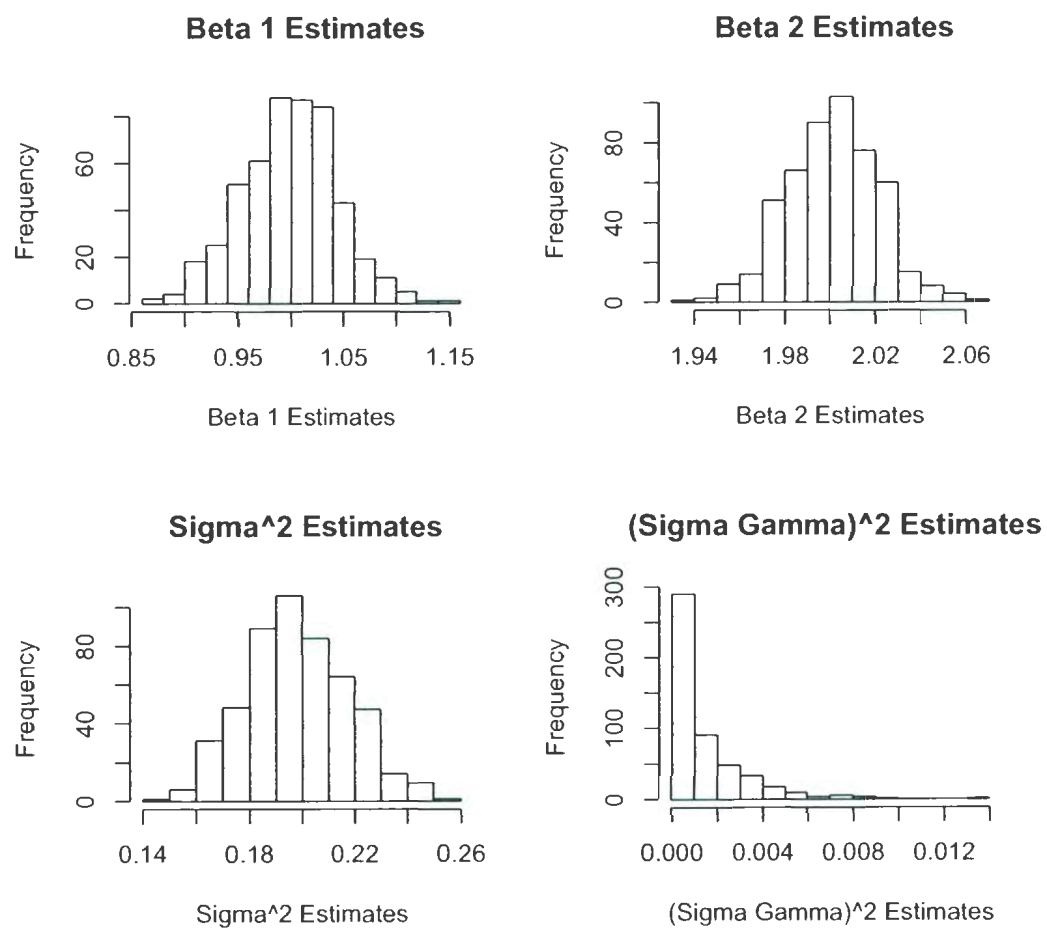 Beta 1 Estimates
Frequency
0 20 60
0.85 0.95 1.05 1.15
Beta 1 Estimates
Beta 2 Estimates
Frequency
0 40 80
1.94 1.98 2.02 2.06
Beta 2 Estimates
Sigma^2 Estimates
Frequency
0 40 80
0.14 0.18 0.22 0.26
Sigma^2 Estimates
(Sigma Gamma)^2 Estimates
Frequency
0 100 200 300
0.000 0.004 0.008 0.012
(Sigma Gamma)^2 Estimates